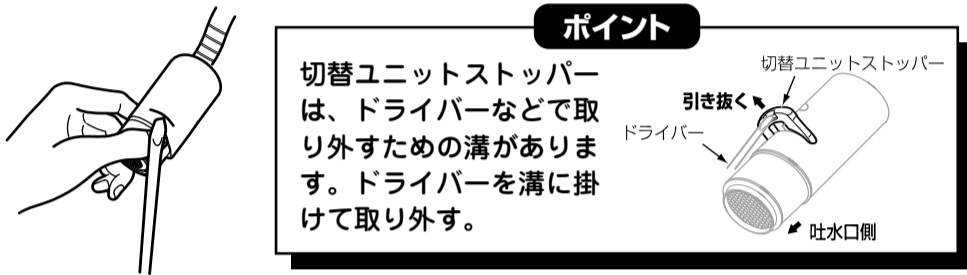 ポイント
切替ユニットストッパー
は、ドライバーなどで取
り外すための溝がありま
す。ドライバーを溝に掛
けて取り外す。
切替ユニットストッパー
引き抜く
ドライバー
吐水口側